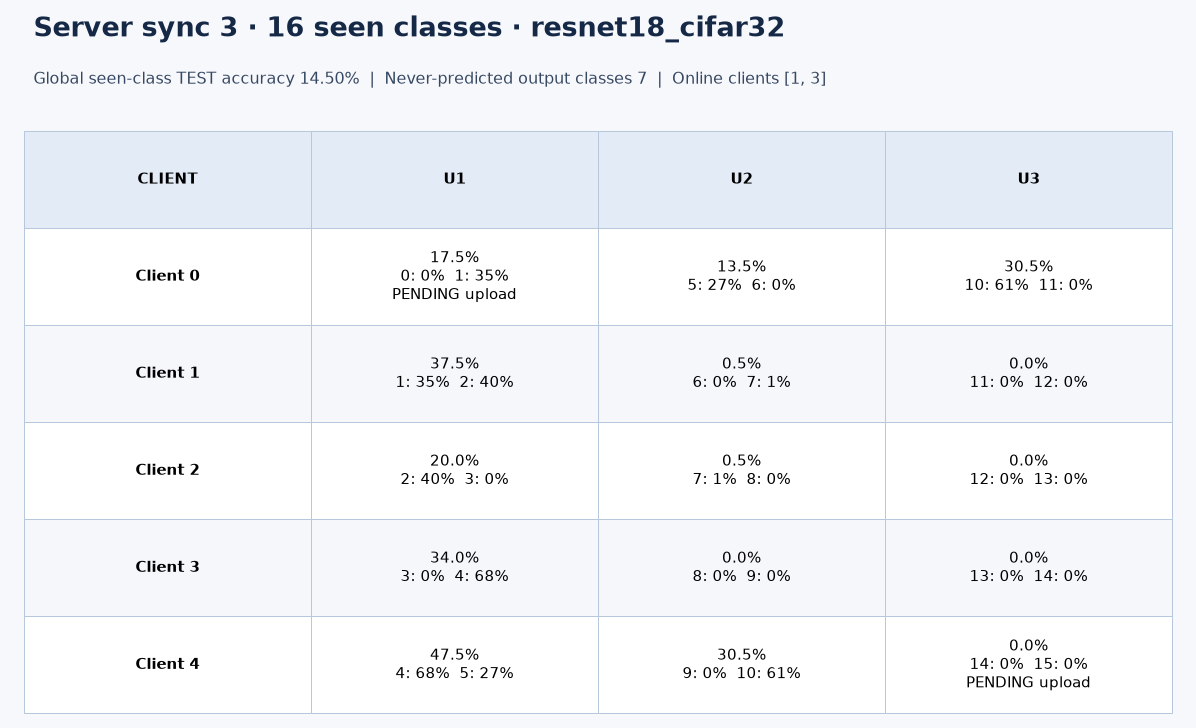 Server sync 3 · 16 seen classes · resnet18_cifar32
Global seen-class TEST accuracy 14.50%  |  Never-predicted output classes 7  |  Online clients [1, 3]
CLIENT
U1
U2
U3
Client 0
17.5%
0: 0%  1: 35%
PENDING upload
13.5%
5: 27%  6: 0%
30.5%
10: 61%  11: 0%
Client 1
37.5%
1: 35%  2: 40%
0.5%
6: 0%  7: 1%
0.0%
11: 0%  12: 0%
Client 2
20.0%
2: 40%  3: 0%
0.5%
7: 1%  8: 0%
0.0%
12: 0%  13: 0%
Client 3
34.0%
3: 0%  4: 68%
0.0%
8: 0%  9: 0%
0.0%
13: 0%  14: 0%
Client 4
47.5%
4: 68%  5: 27%
30.5%
9: 0%  10: 61%
0.0%
14: 0%  15: 0%
PENDING upload